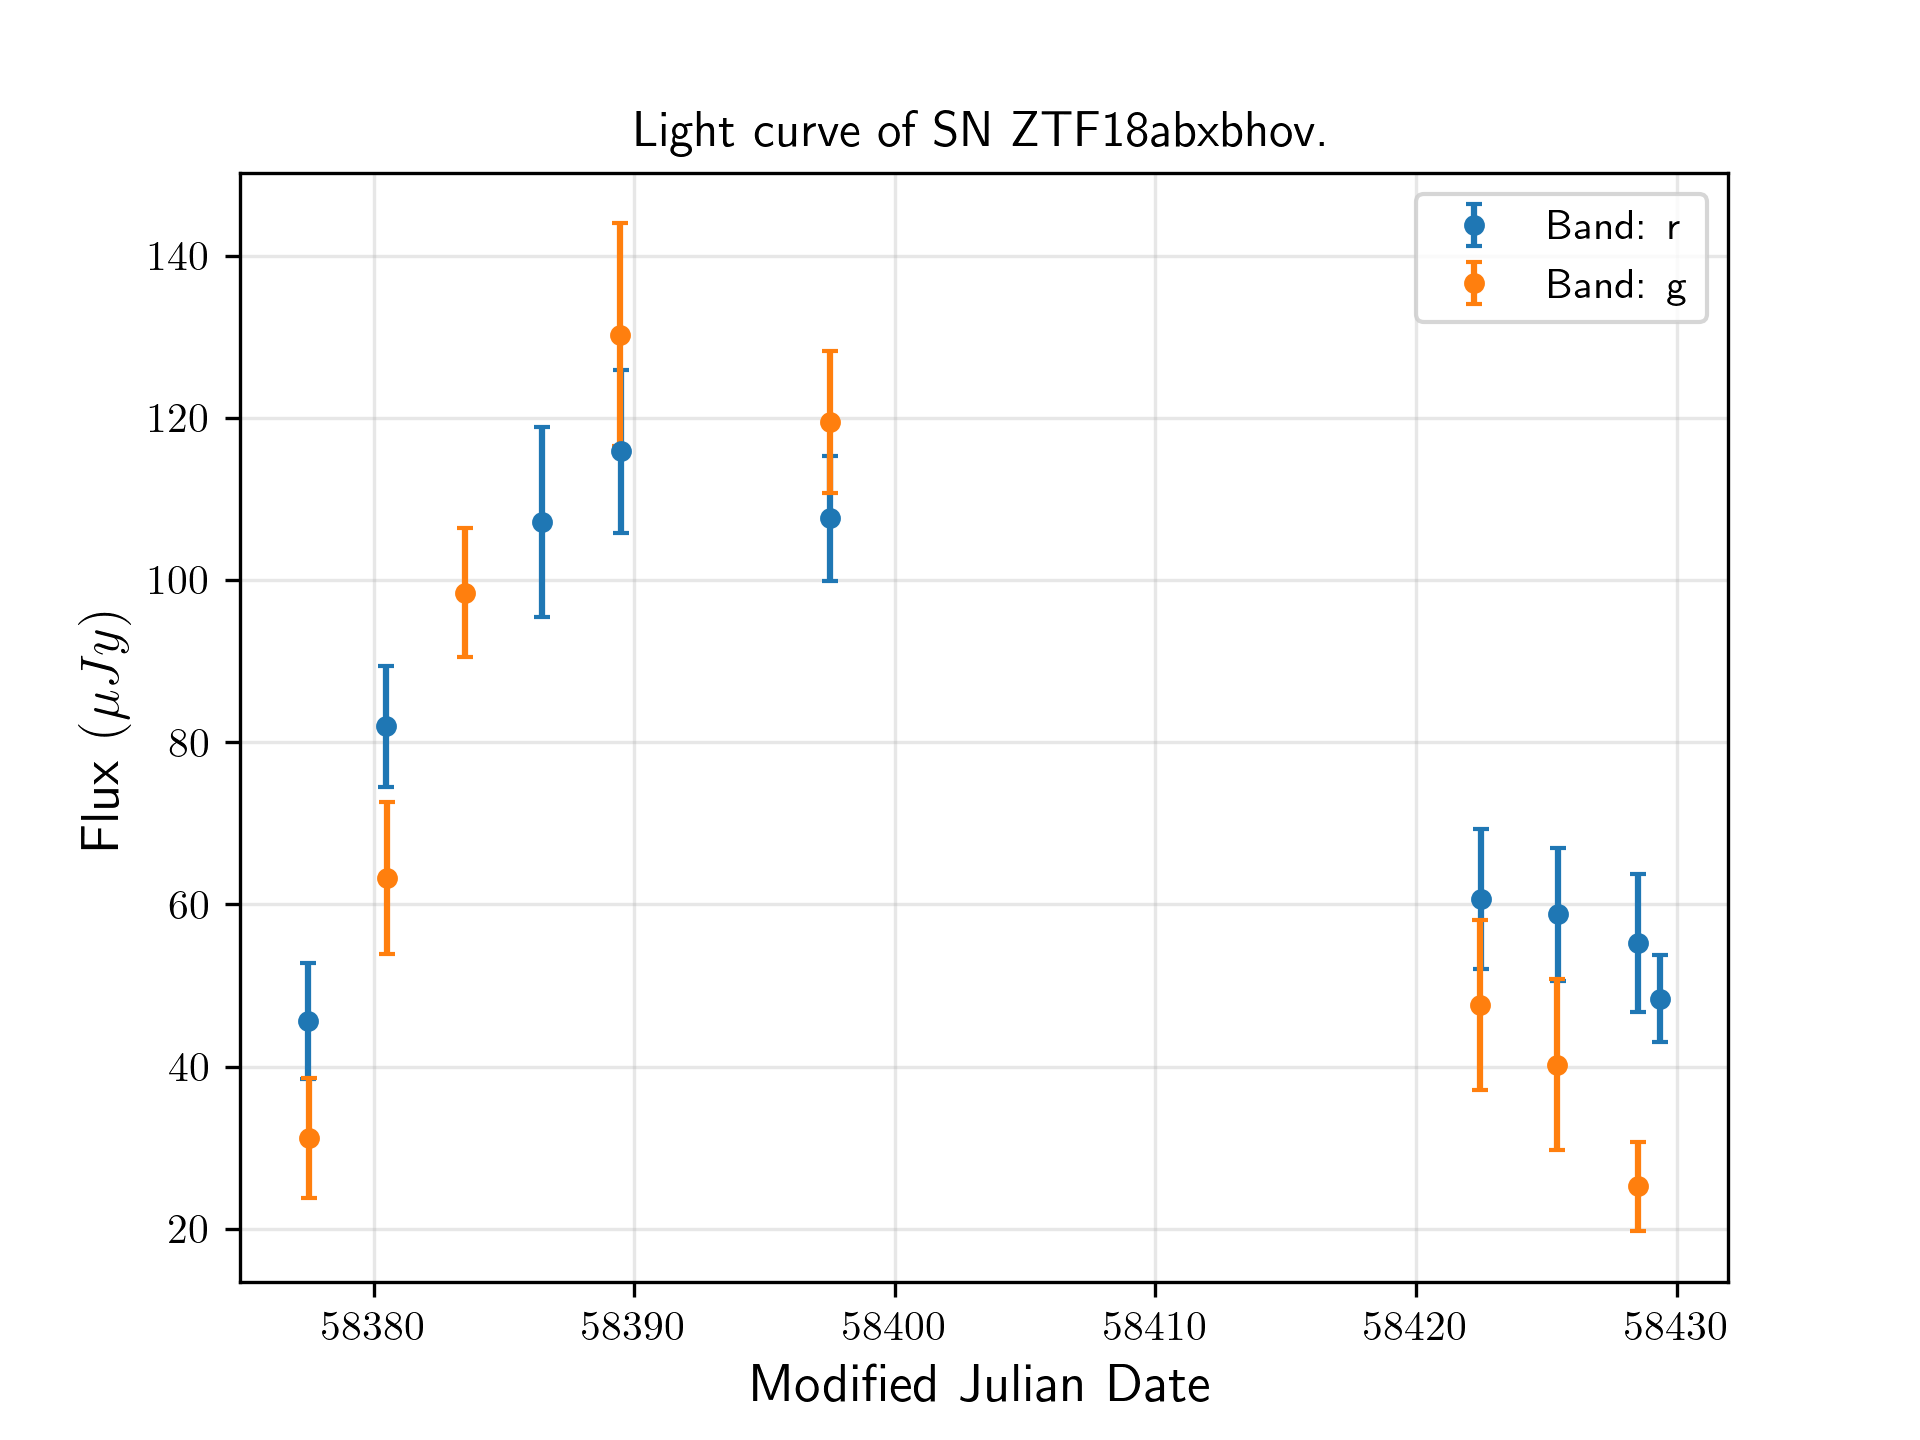 Light curve of SN ZTF18abxbhov.
Band: r
Band: g
140
120
100
80
60
40
20
Flux (μJy)
58380 58390 58400 58410 58420 58430
Modified Julian Date